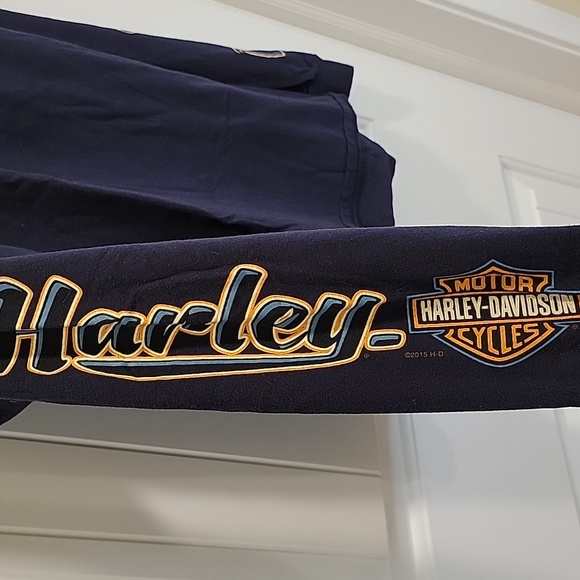 Harley-
®
©2015 H-D
MOTOR
HARLEY-DAVIDSON
CYCLES